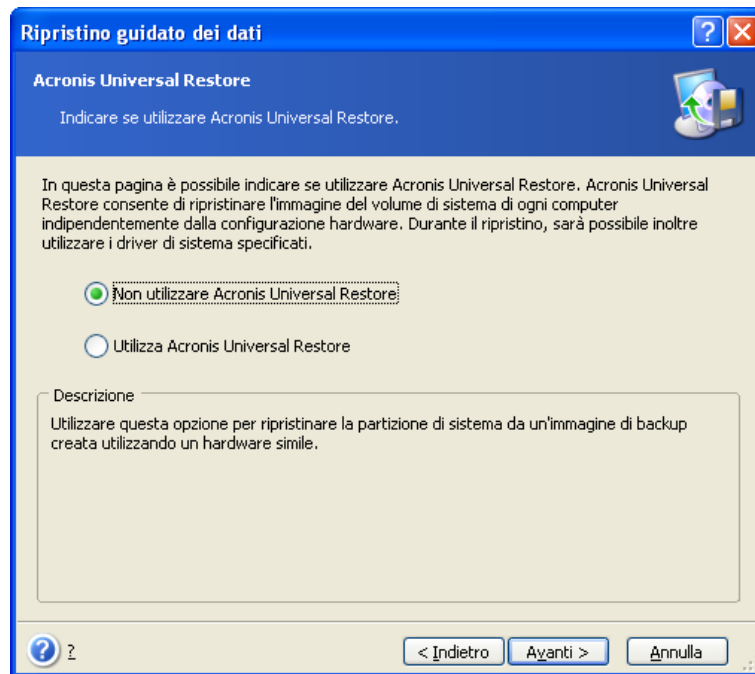 Ripristino guidato dei dati
?
Acronis Universal Restore
Indicare se utilizzare Acronis Universal Restore.
In questa pagina è possibile indicare se utilizzare Acronis Universal Restore. Acronis Universal
Restore consente di ripristinare l'immagine del volume di sistema di ogni computer
indipendentemente dalla configurazione hardware. Durante il ripristino, sarà possibile inoltre
utilizzare i driver di sistema specificati.
Non utilizzare Acronis Universal Restore
Utilizza Acronis Universal Restore
Descrizione
Utilizzare questa opzione per ripristinare la partizione di sistema da un'immagine di backup
creata utilizzando un hardware simile.
? ?
< Indietro
Avanti >
Annulla